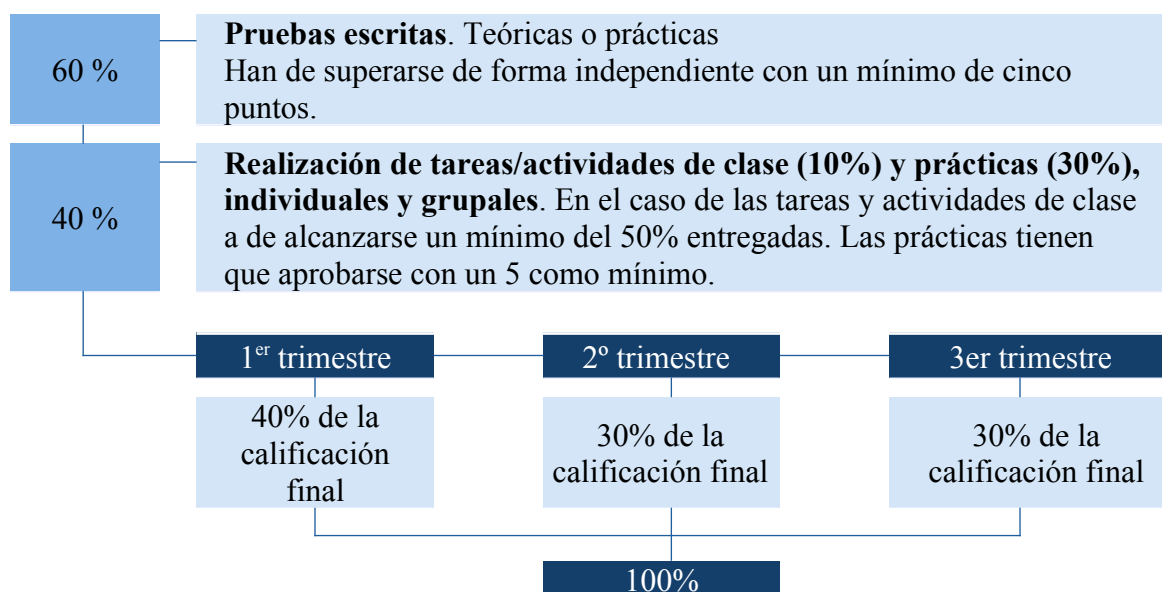 60 %
Pruebas escritas. Teóricas o prácticas
Han de superarse de forma independiente con un mínimo de cinco
puntos.
40 %
Realización de tareas/actividades de clase (10%) y prácticas (30%),
individuales y grupales. En el caso de las tareas y actividades de clase
a de alcanzarse un mínimo del 50% entregadas. Las prácticas tienen
que aprobarse con un 5 como mínimo.
1er trimestre
2º trimestre
3er trimestre
40% de la
calificación
final
30% de la
calificación final
30% de la
calificación final
100%